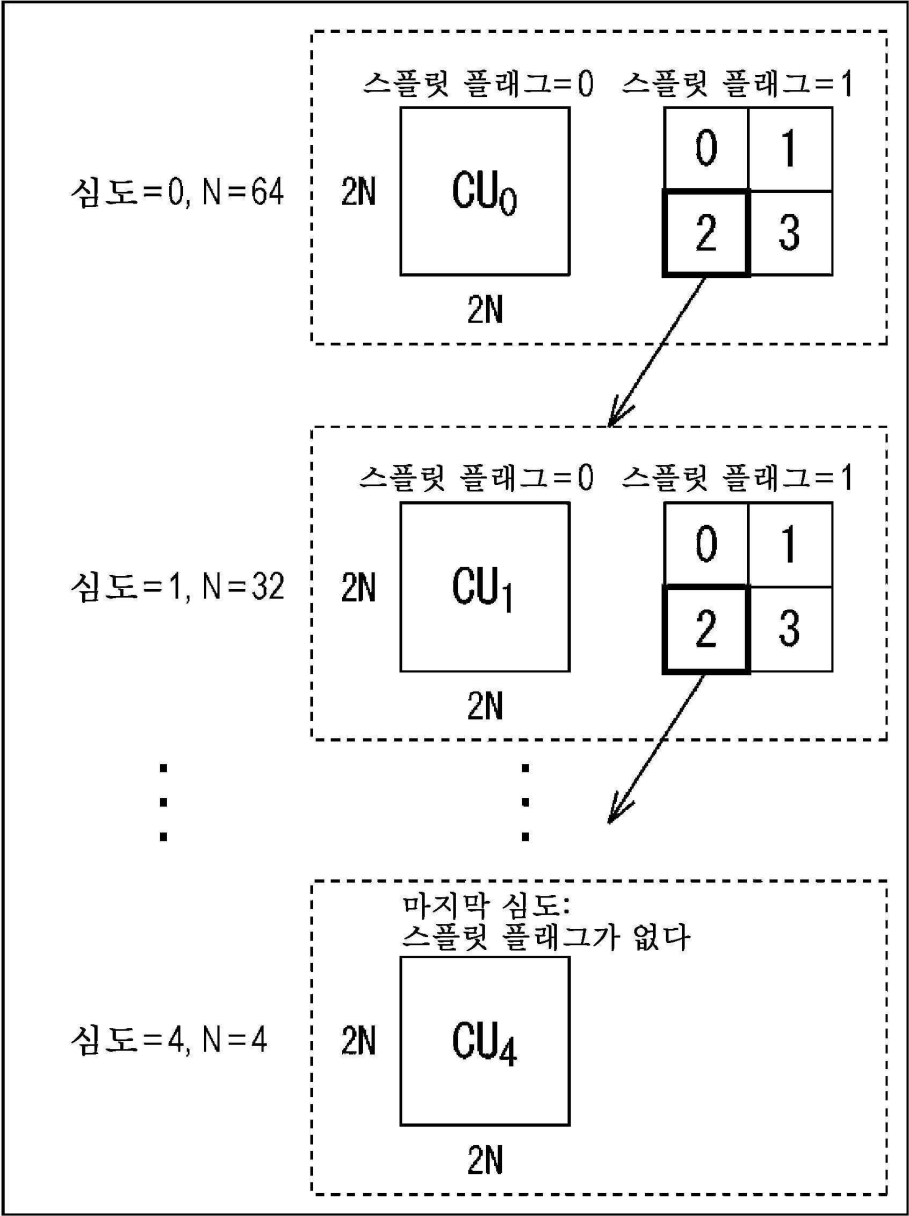 스플릿 플래그=0 스플릿 플래그=1
심도=0, N=64
2N
CU₀
0 1
2 3
2N
스플릿 플래그=0 스플릿 플래그=1
심도=1, N=32
2N
CU₁
0 1
2 3
2N
마지막 심도:
스플릿 플래그가 없다
심도=4, N=4
2N
CU₄
2N